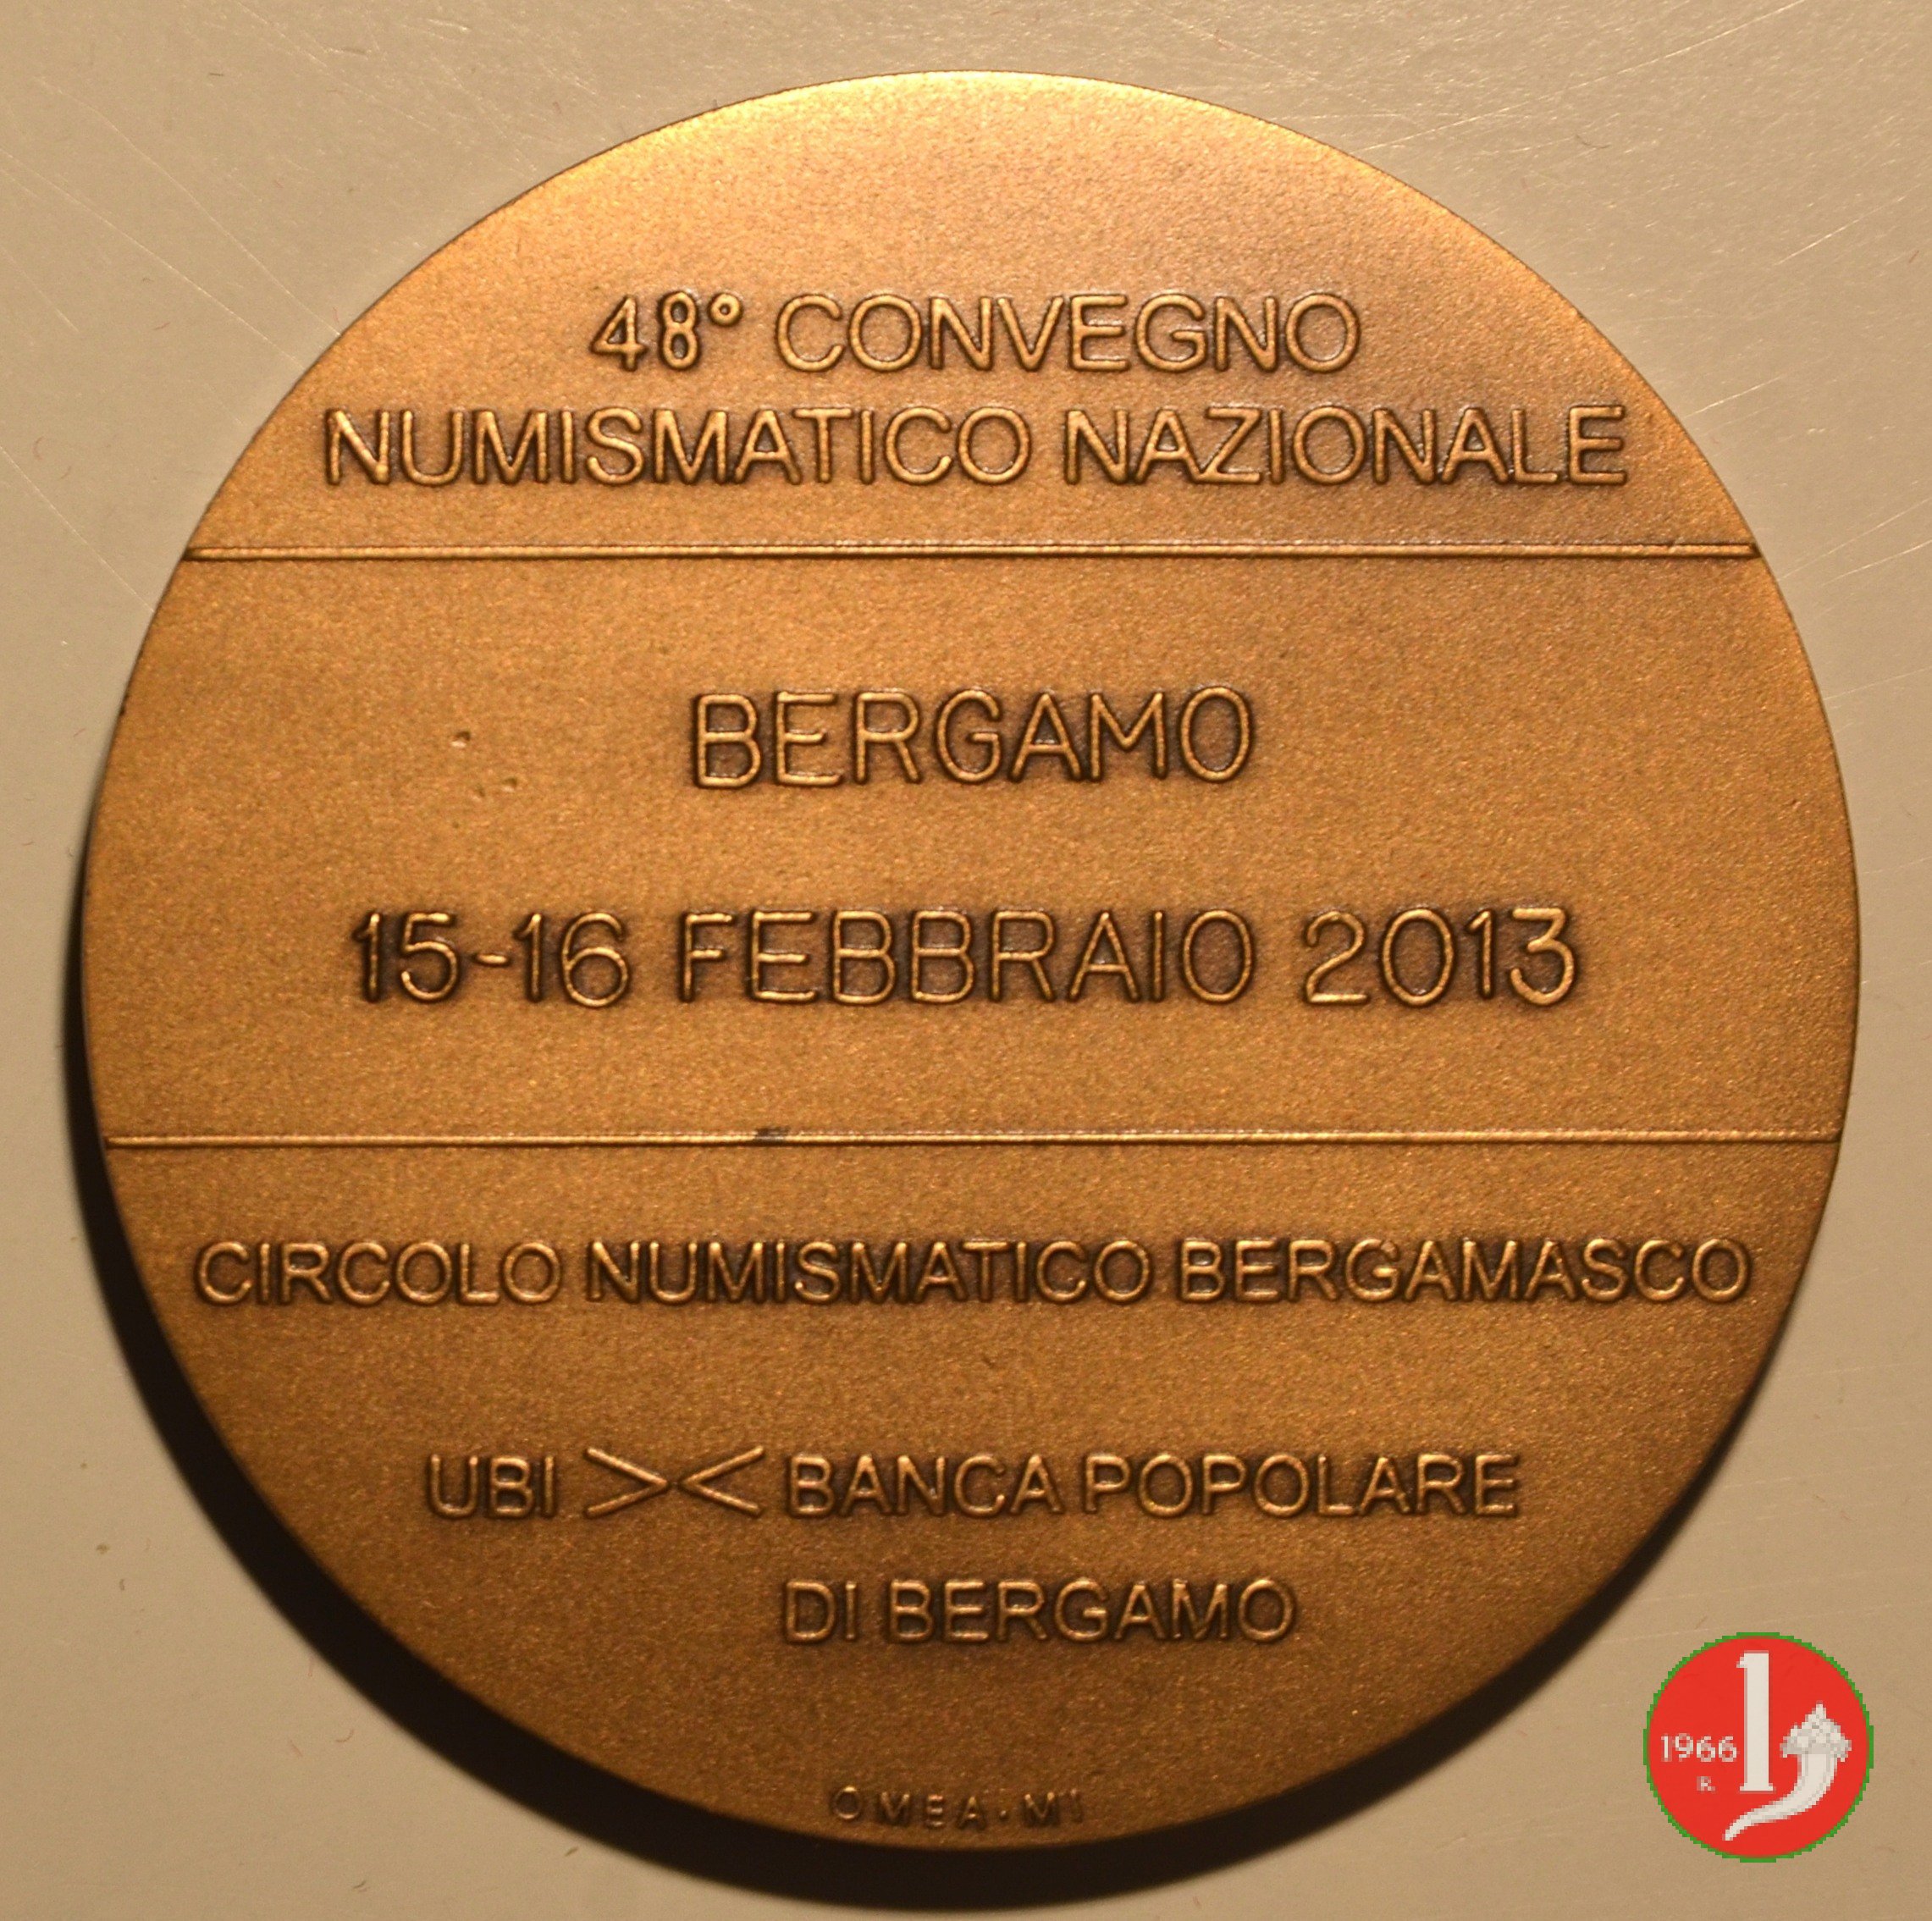 48° CONVEGNO
NUMISMATICO NAZIONALE
BERGAMO
15-16 FEBBRAIO 2013
CIRCOLO NUMISMATICO BERGAMASCO
UBI >< BANCA POPOLARE
DI BERGAMO
OMEA·MI
1966
R
1